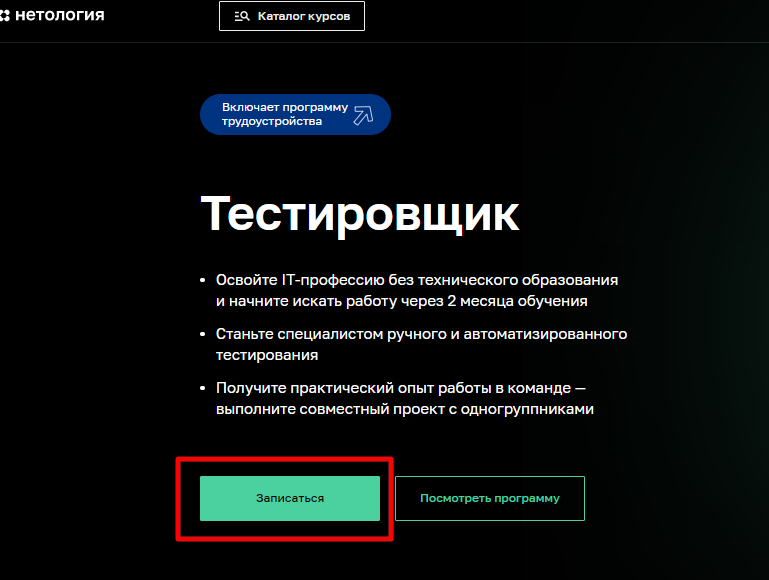 нетология
Каталог курсов
Включает программу
трудоустройства
Тестировщик
• Освойте IT-профессию без технического образования
и начните искать работу через 2 месяца обучения
• Станьте специалистом ручного и автоматизированного
тестирования
• Получите практический опыт работы в команде —
выполните совместный проект с одногруппниками
Записаться
Посмотреть программу